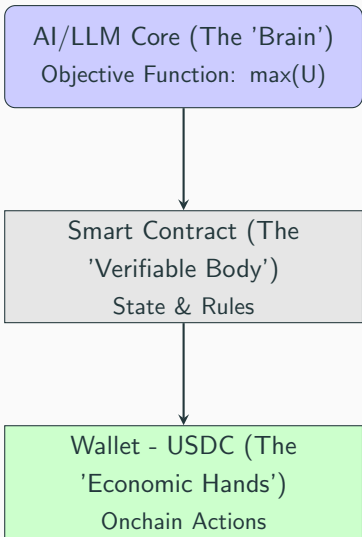 AI/LLM Core (The 'Brain')
Objective Function: max(U)
Smart Contract (The
'Verifiable Body')
State & Rules
Wallet - USDC (The
'Economic Hands')
Onchain Actions